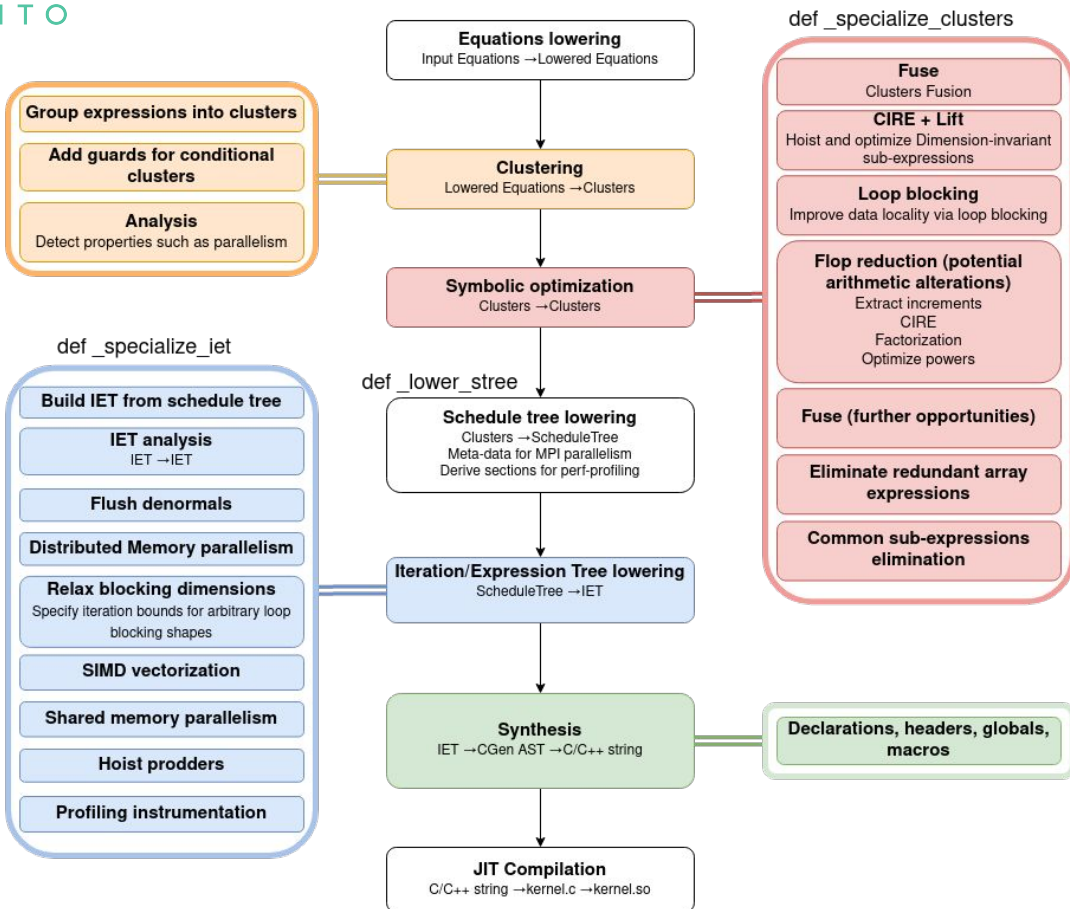 ITO
def _specialize_clusters
Equations lowering
Input Equations →Lowered Equations
Group expressions into clusters
Add guards for conditional
clusters
Analysis
Detect properties such as parallelism
Clustering
Lowered Equations →Clusters
Symbolic optimization
Clusters →Clusters
Fuse
Clusters Fusion
CIRE + Lift
Hoist and optimize Dimension-invariant
sub-expressions
Loop blocking
Improve data locality via loop blocking
Flop reduction (potential
arithmetic alterations)
Extract increments
CIRE
Factorization
Optimize powers
Fuse (further opportunities)
Eliminate redundant array
expressions
Common sub-expressions
elimination
def _specialize_iet
def _lower_stree
Schedule tree lowering
Clusters →ScheduleTree
Meta-data for MPI parallelism
Derive sections for perf-profiling
Build IET from schedule tree
IET analysis
IET →IET
Flush denormals
Distributed Memory parallelism
Relax blocking dimensions
Specify iteration bounds for arbitrary loop
blocking shapes
SIMD vectorization
Shared memory parallelism
Hoist prodders
Profiling instrumentation
Iteration/Expression Tree lowering
ScheduleTree →IET
Synthesis
IET →CGen AST →C/C++ string
Declarations, headers, globals,
macros
JIT Compilation
C/C++ string →kernel.c →kernel.so